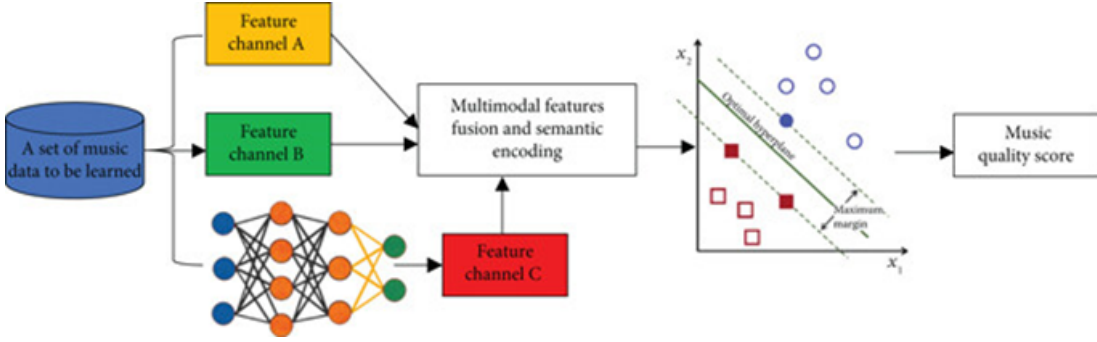 Feature
channel A
A set of music
data to be learned
Feature
channel B
Feature
channel C
Multimodal features
fusion and semantic
encoding
x2
Optimal hyperplane
Maximum
margin
x1
Music
quality score